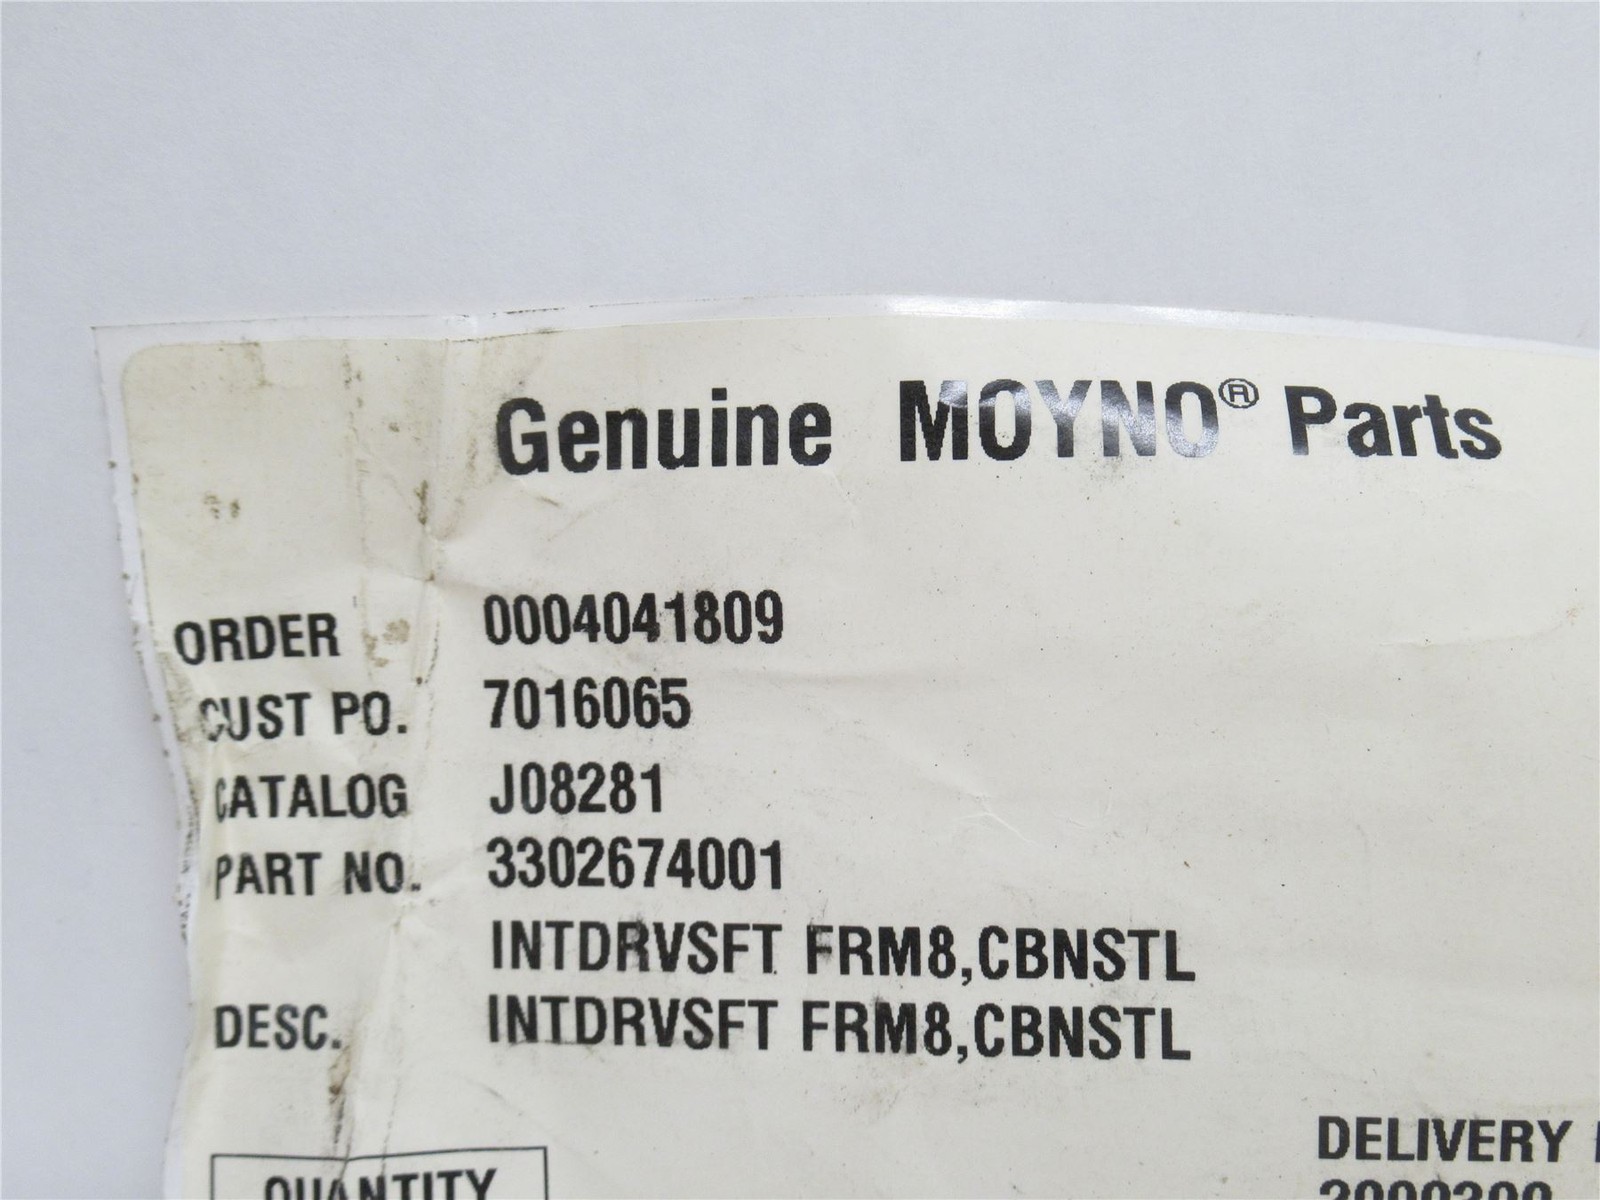 Genuine MOYNO® Parts
ORDER 0004041809
CUST PO. 7016065
CATALOG J08281
PART NO. 3302674001
INTDRVSFT FRM8,CBNSTL
DESC. INTDRVSFT FRM8,CBNSTL
DELIVERY
QUANTITY